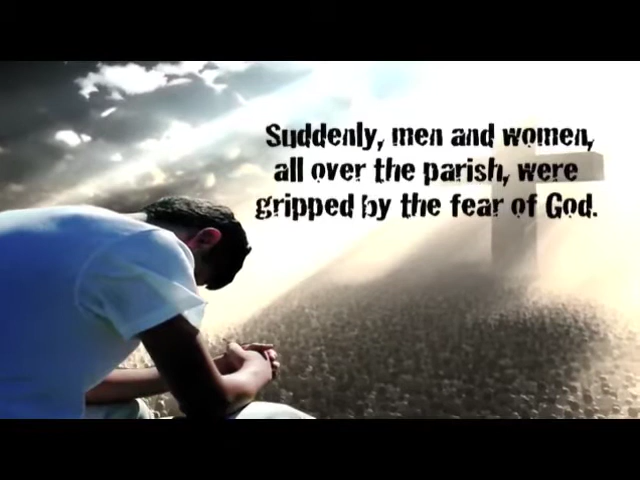 Suddenly, men and women,
all over the parish, were
gripped by the fear of God.